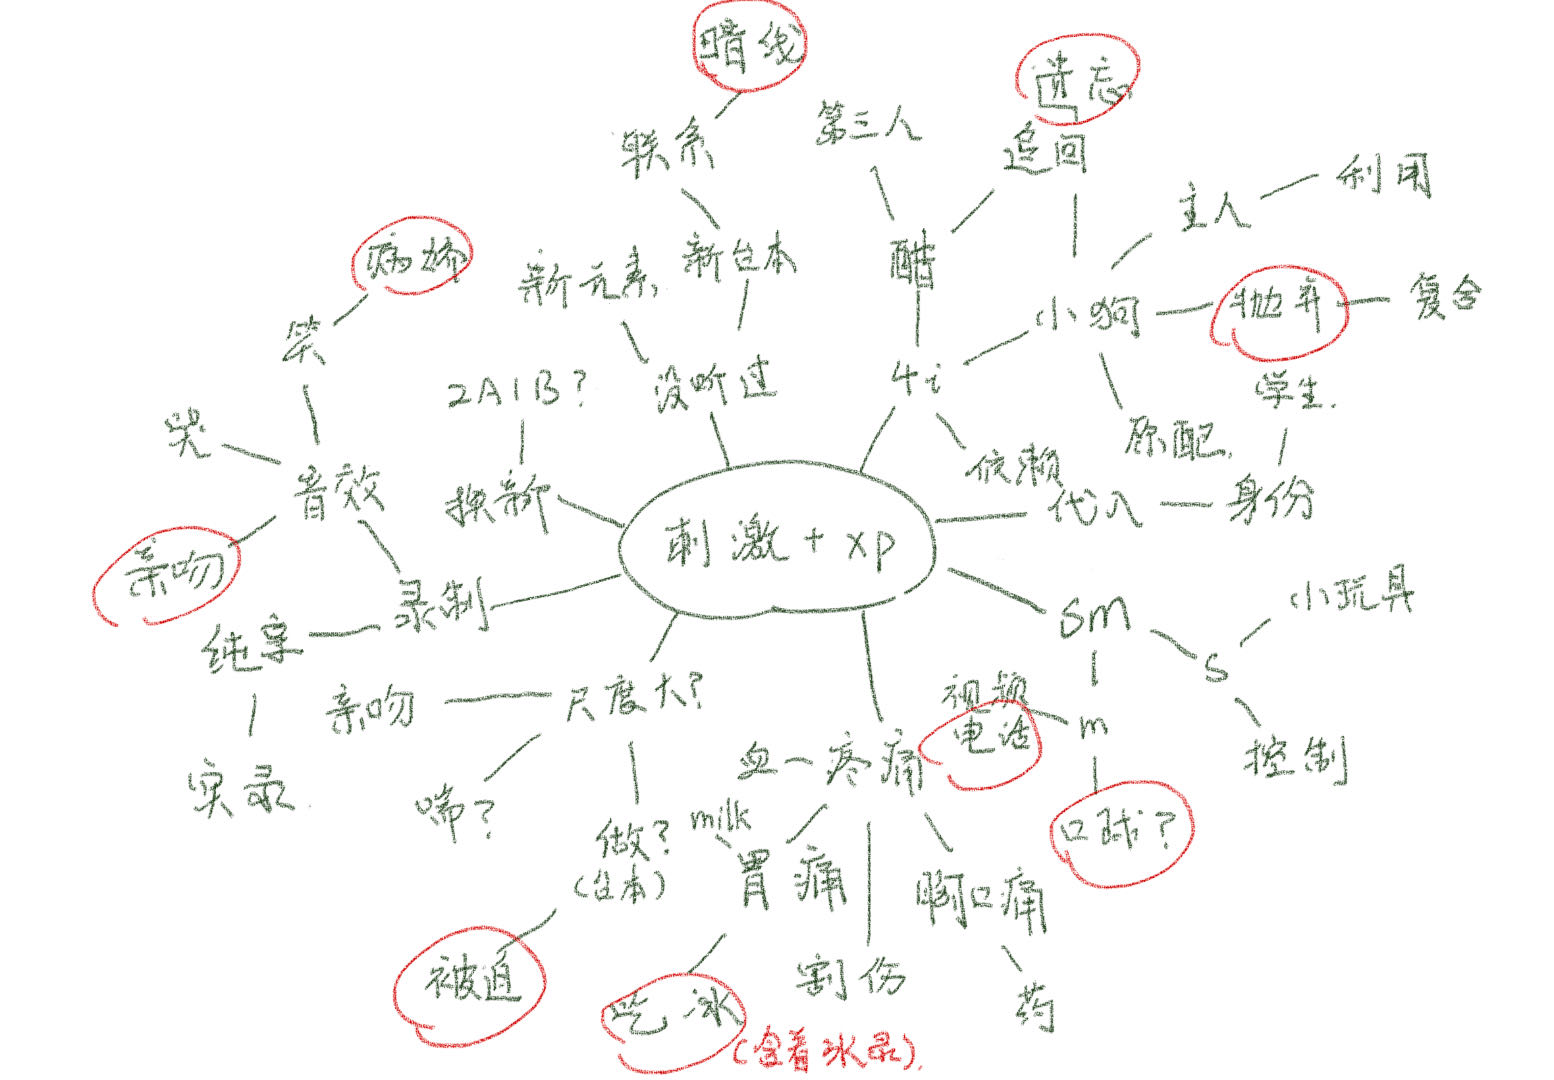 暗线
遗忘
第三人
联系
追回
利用
主人
病娇
新台本
醋
新元素
小狗
抛弃
复合
笑
2A1B?
没听过
4i
学生
哭
原配
依赖
音效
换新
代入
身份
刺激+xp
亲吻
录制
sm
小玩具
纯享
s
亲吻
尺度大?
视频
电话
m
血
疼痛
控制
实录
喘?
milk
做?
(台本)
胃痛
胸口痛
口球?
被迫
吃冰
(含着冰录)
割伤
药